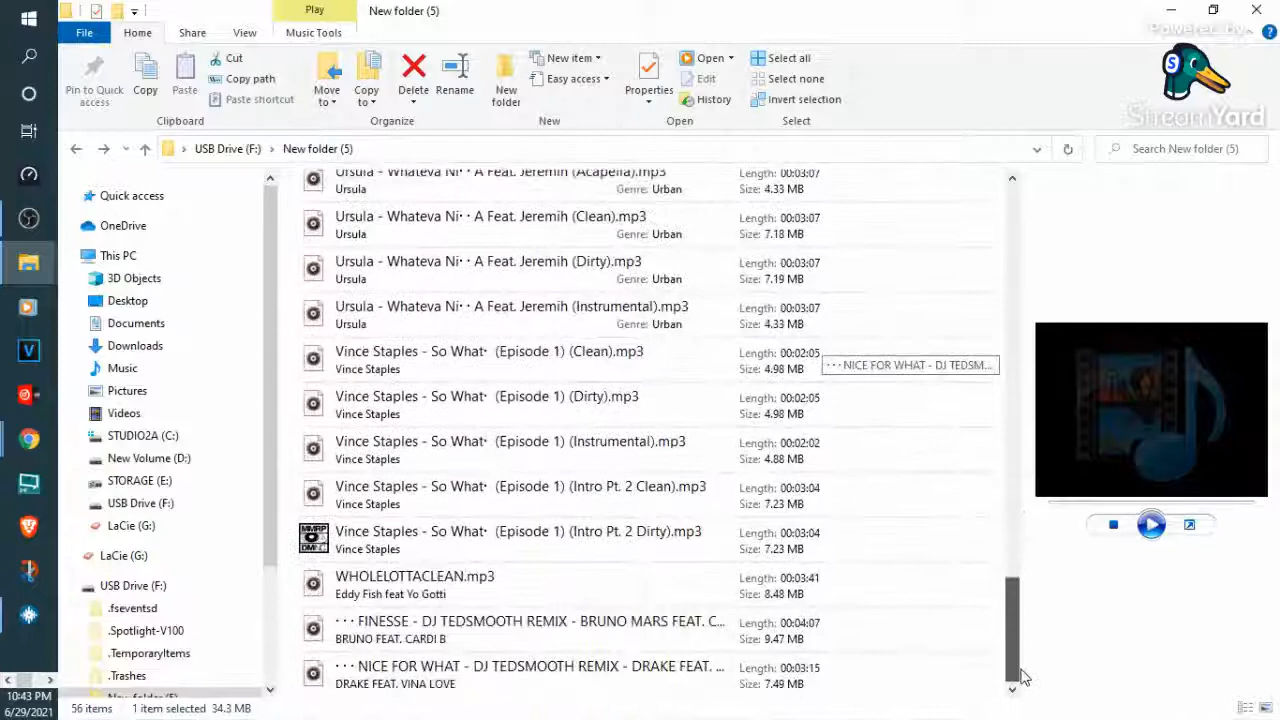 Play
New folder (5)
Powered by
File
Home
Share
View
Music Tools
Pin to Quick access
Copy
Paste
Cut
Copy path
Paste shortcut
Clipboard
Move to
Copy to
Delete
Rename
Organize
New folder
New item
Easy access
New
Properties
Open
Edit
History
Open
Select all
Select none
Invert selection
Select
S
StreamYard
USB Drive (F:)
New folder (5)
Search New folder (5)
Quick access
OneDrive
This PC
3D Objects
Desktop
Documents
Downloads
Music
Pictures
Videos
STUDIO2A (C:)
New Volume (D:)
STORAGE (E:)
USB Drive (F:)
LaCie (G:)
LaCie (G:)
USB Drive (F:)
.fseventsd
.Spotlight-V100
.TemporaryItems
.Trashes
New folder (5)
Ursula - Whateva Ni・・A Feat. Jeremih (Acapella).mp3
Length: 00:03:07
Ursula
Genre: Urban
Size: 4.33 MB
Ursula - Whateva Ni・・A Feat. Jeremih (Clean).mp3
Length: 00:03:07
Ursula
Genre: Urban
Size: 7.18 MB
Ursula - Whateva Ni・・A Feat. Jeremih (Dirty).mp3
Length: 00:03:07
Ursula
Genre: Urban
Size: 7.19 MB
Ursula - Whateva Ni・・A Feat. Jeremih (Instrumental).mp3
Length: 00:03:07
Ursula
Genre: Urban
Size: 4.33 MB
Vince Staples - So What・ (Episode 1) (Clean).mp3
Length: 00:02:05
Vince Staples
Size: 4.98 MB
・・・NICE FOR WHAT - DJ TEDSM...
Vince Staples - So What・ (Episode 1) (Dirty).mp3
Length: 00:02:05
Vince Staples
Size: 4.98 MB
Vince Staples - So What・ (Episode 1) (Instrumental).mp3
Length: 00:02:02
Vince Staples
Size: 4.88 MB
Vince Staples - So What・ (Episode 1) (Intro Pt. 2 Clean).mp3
Length: 00:03:04
Vince Staples
Size: 7.23 MB
Vince Staples - So What・ (Episode 1) (Intro Pt. 2 Dirty).mp3
Length: 00:03:04
Vince Staples
Size: 7.23 MB
WHOLELOTTACLEAN.mp3
Length: 00:03:41
Eddy Fish feat Yo Gotti
Size: 8.48 MB
・・・FINESSE - DJ TEDSMOOTH REMIX - BRUNO MARS FEAT. C...
Length: 00:04:07
BRUNO FEAT. CARDI B
Size: 9.47 MB
・・・NICE FOR WHAT - DJ TEDSMOOTH REMIX - DRAKE FEAT. ...
Length: 00:03:15
DRAKE FEAT. VINA LOVE
Size: 7.49 MB
10:43 PM
6/29/2021
56 items
1 item selected
34.3 MB